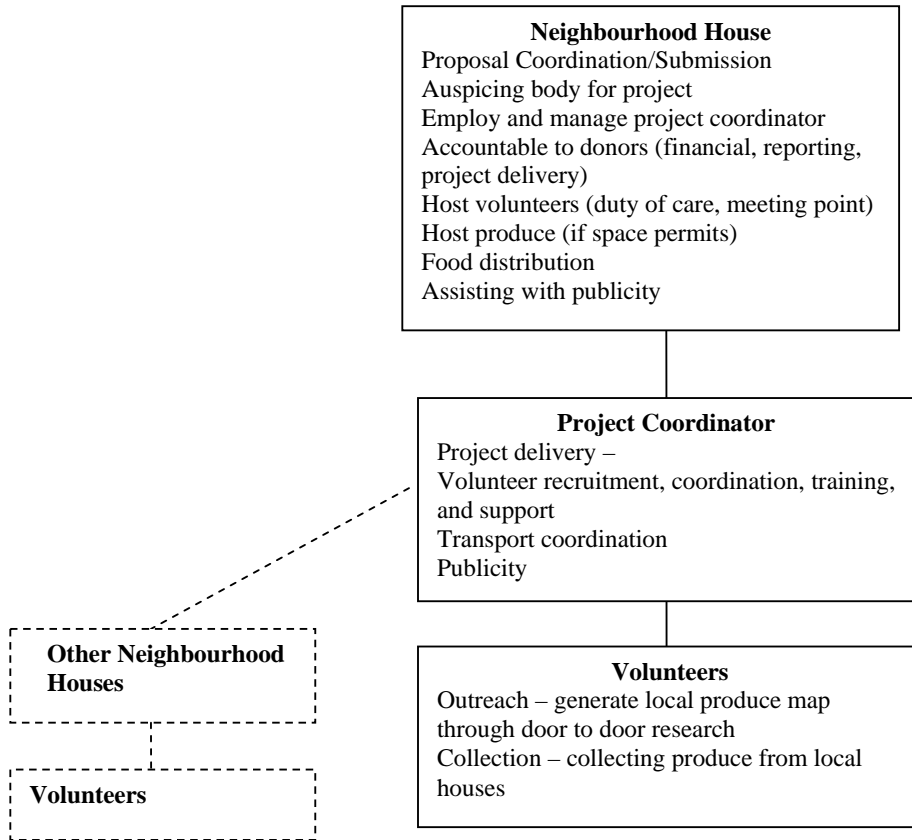 Neighbourhood House
Proposal Coordination/Submission
Auspicing body for project
Employ and manage project coordinator
Accountable to donors (financial, reporting,
project delivery)
Host volunteers (duty of care, meeting point)
Host produce (if space permits)
Food distribution
Assisting with publicity
Project Coordinator
Project delivery –
Volunteer recruitment, coordination, training,
and support
Transport coordination
Publicity
Other Neighbourhood
Houses
Volunteers
Volunteers
Outreach – generate local produce map
through door to door research
Collection – collecting produce from local
houses